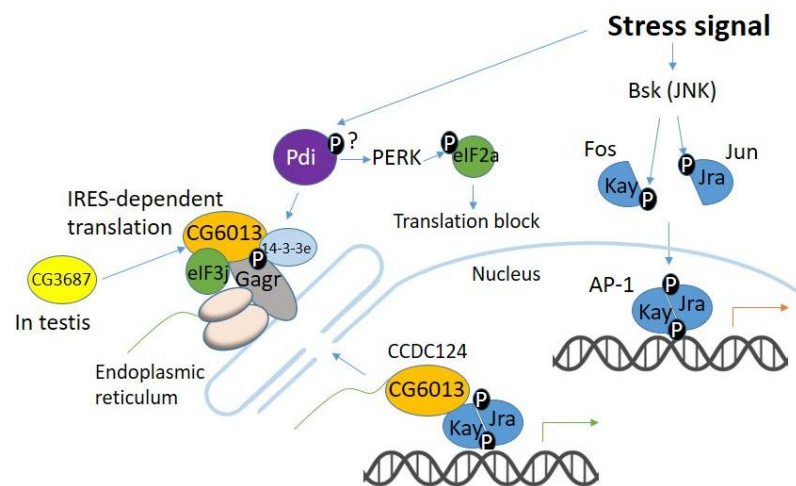 Stress signal
Bsk (JNK)
P
?
Pdi
PERK
P
eIF2a
Translation block
Fos
Kay
P
P
Jun
Jra
IRES-dependent
translation
CG6013
14-3-3e
P
eIF3j
Gagr
CG3687
In testis
Endoplasmic
reticulum
Nucleus
AP-1
P
Kay
Jra
P
CCDC124
CG6013
P
Kay
Jra
P